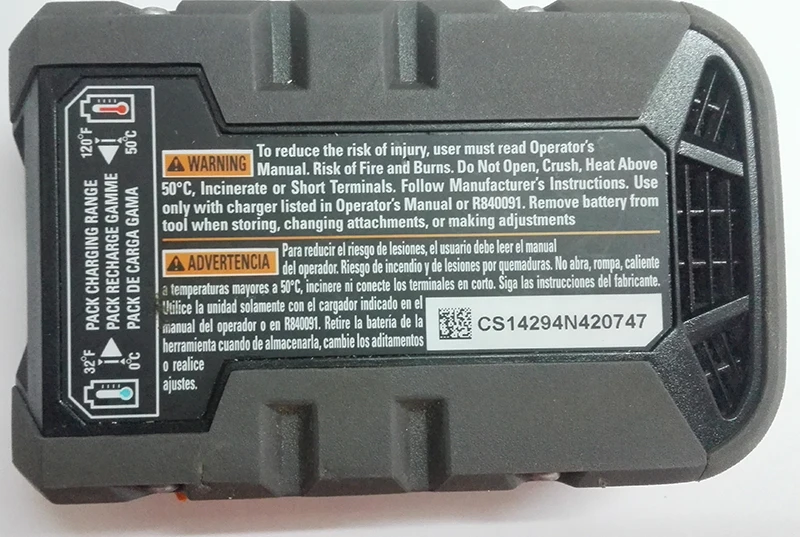 120°F
50°C
PACK CHARGING RANGE
PACK RECHARGE GAMME
PACK DE CARGA GAMA
32°F
0°C
WARNING To reduce the risk of injury, user must read Operator's
Manual. Risk of Fire and Burns. Do Not Open, Crush, Heat Above
50°C, Incinerate or Short Terminals. Follow Manufacturer's Instructions. Use
only with charger listed in Operator's Manual or R840091. Remove battery from
tool when storing, changing attachments, or making adjustments
ADVERTENCIA Para reducir el riesgo de lesiones, el usuario debe leer el manual
del operador. Riesgo de incendio y de lesiones por quemaduras. No abra, rompa, caliente
a temperaturas mayores a 50°C, incinere ni conecte los terminales en corto. Siga las instrucciones del fabricante.
Utilice la unidad solamente con el cargador indicado en el
manual del operador o en R840091. Retire la batería de la
herramienta cuando de almacenarla, cambie los aditamentos
o realice
ajustes.
CS14294N420747